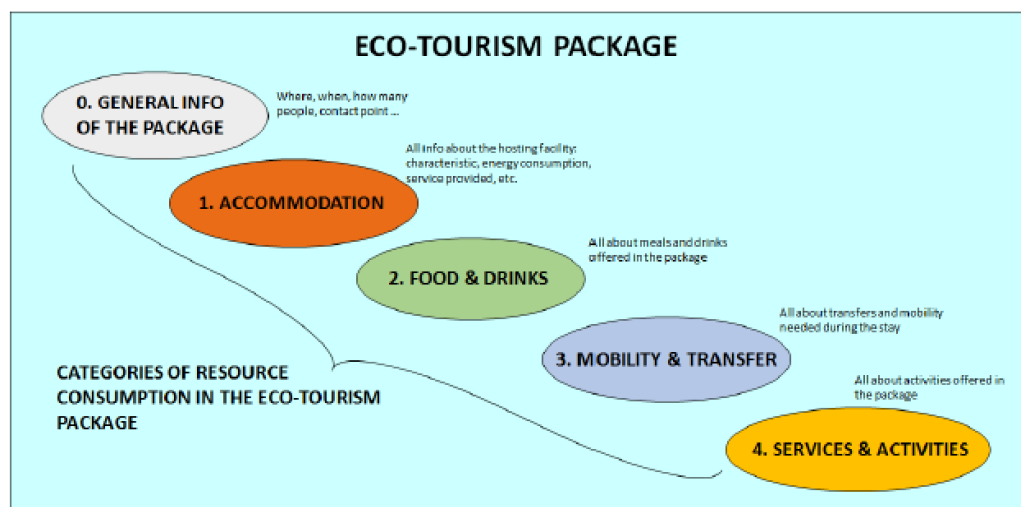 ECO-TOURISM PACKAGE
0. GENERAL INFO
OF THE PACKAGE
Where, when, how many
people, contact point ...
All info about the hosting facility:
characteristic, energy consumption,
service provided, etc.
1. ACCOMMODATION
All about meals and drinks
offered in the package
2. FOOD & DRINKS
All about transfers and mobility
needed during the stay
3. MOBILITY & TRANSFER
CATEGORIES OF RESOURCE
CONSUMPTION IN THE ECO-TOURISM
PACKAGE
All about activities offered in
the package
4. SERVICES & ACTIVITIES